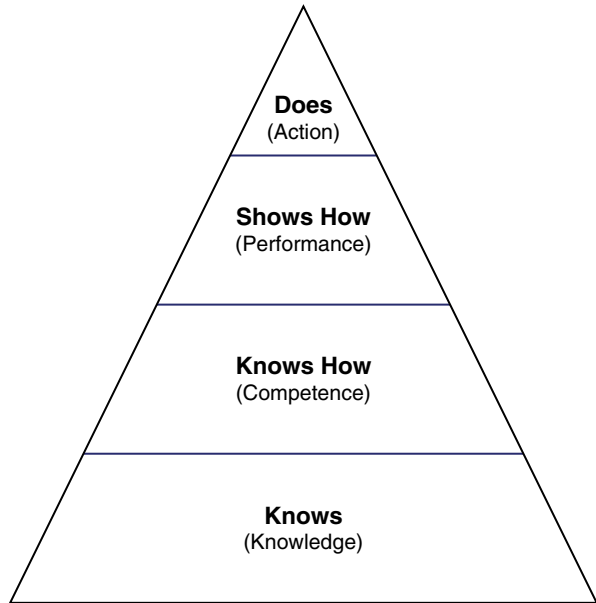 Does
(Action)
Shows How
(Performance)
Knows How
(Competence)
Knows
(Knowledge)